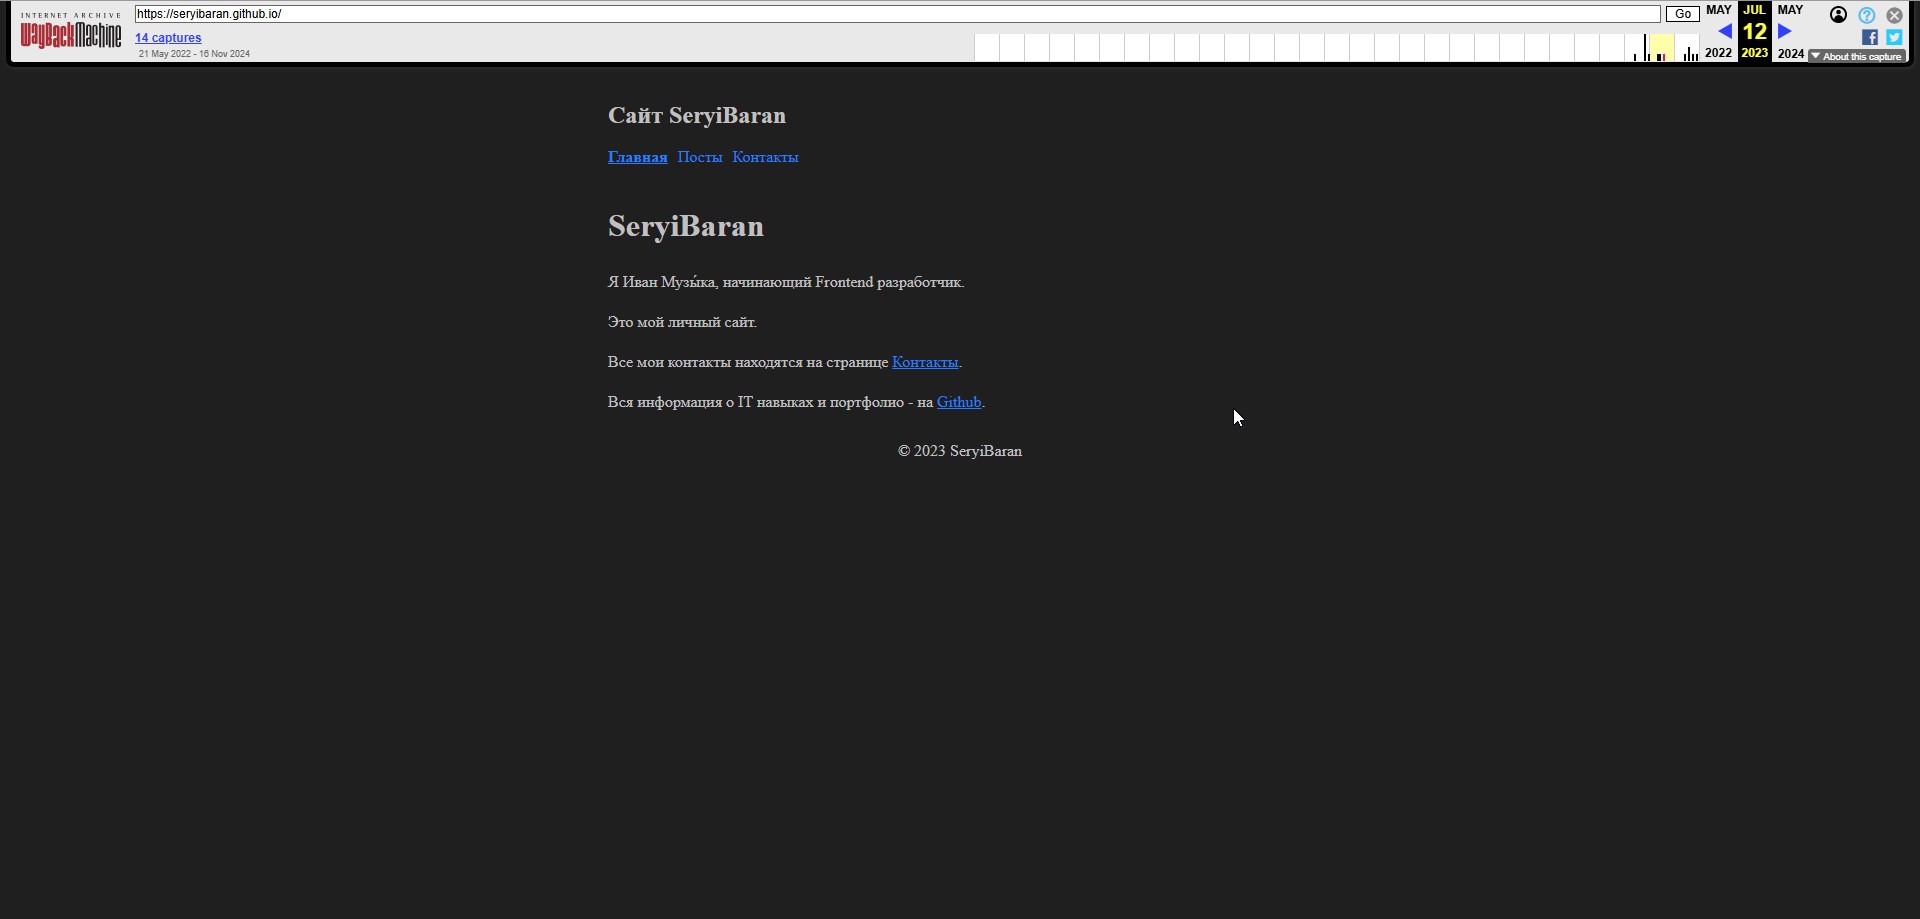 INTERNET ARCHIVE
WayBackMachine
https://seryibaran.github.io/
Go
14 captures
21 May 2022 - 16 Nov 2024
MAY JUL MAY
12
2022 2023 2024
About this capture
Сайт SeryiBaran
Главная Посты Контакты
SeryiBaran
Я Иван Музы́ка, начинающий Frontend разработчик.
Это мой личный сайт.
Все мои контакты находятся на странице Контакты.
Вся информация о IT навыках и портфолио - на Github.
© 2023 SeryiBaran